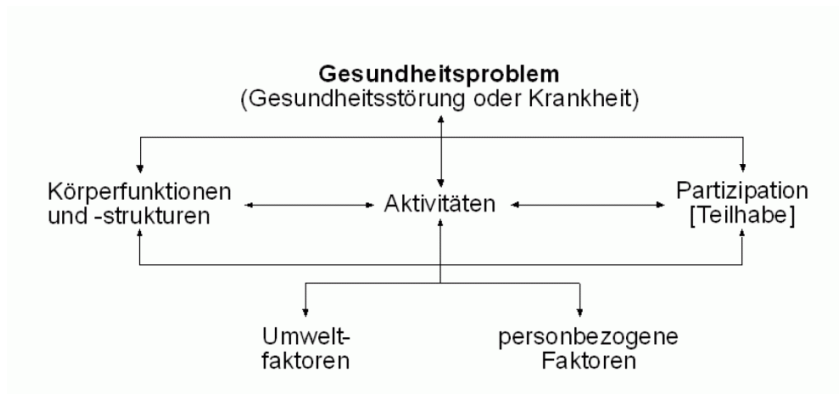 Gesundheitsproblem
(Gesundheitsstörung oder Krankheit)
Körperfunktionen
und -strukturen
Aktivitäten
Partizipation
[Teilhabe]
Umwelt-
faktoren
personbezogene
Faktoren